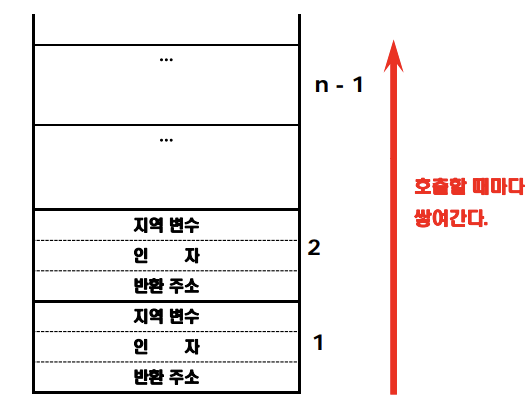 ...
n - 1
...
호출할 때마다
쌓여간다.
지역 변수
인 자
2
반환 주소
지역 변수
인 자
1
반환 주소